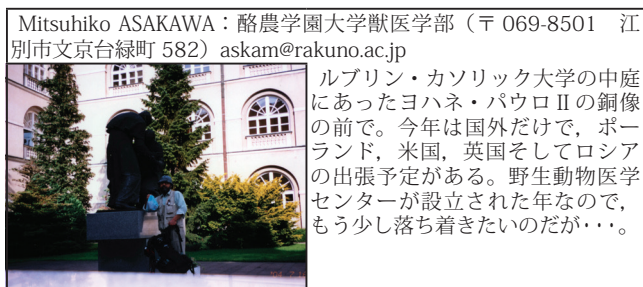 Mitsuhiko ASAKAWA：酪農学園大学獣医学部（〒069-8501　江
別市文京台緑町 582）askam@rakuno.ac.jp
ルブリン・カソリック大学の中庭
にあったヨハネ・パウロⅡの銅像
の前で。今年は国外だけで，ポー
ランド，米国，英国そしてロシア
の出張予定がある。野生動物医学
センターが設立された年なので，
もう少し落ち着きたいのだが･･･。